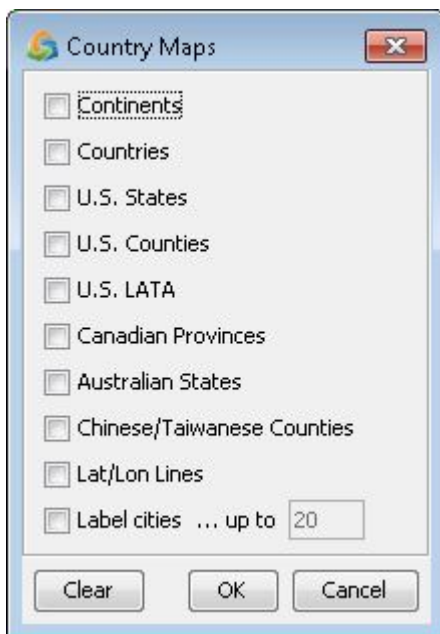 Country Maps
Continents
Countries
U.S. States
U.S. Counties
U.S. LATA
Canadian Provinces
Australian States
Chinese/Taiwanese Counties
Lat/Lon Lines
Label cities ... up to 20
Clear OK Cancel